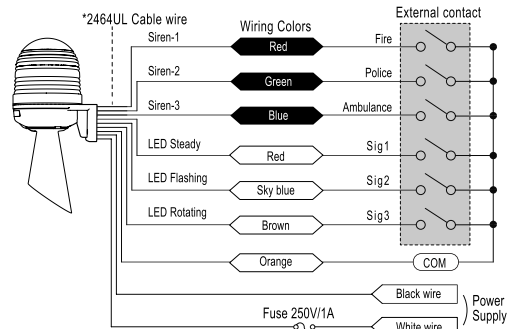 *2464UL Cable wire
Wiring Colors
External contact
Siren-1
Red
Fire
Siren-2
Green
Police
Siren-3
Blue
Ambulance
LED Steady
Red
Sig1
LED Flashing
Sky blue
Sig2
LED Rotating
Brown
Sig3
Orange
COM
Black wire
Power
Supply
Fuse 250V/1A
White wire